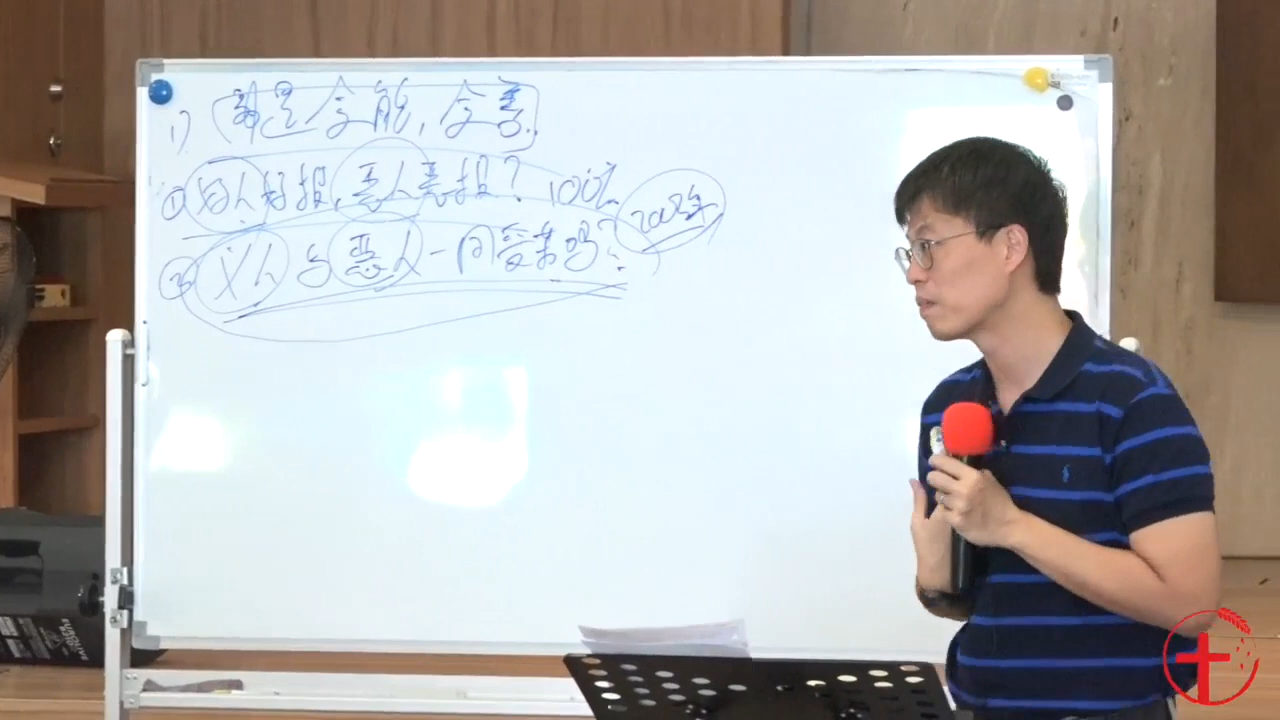 1) 神是全能,全善.
① 好人好报,恶人恶报? 100%
② 义人与恶人一同受害吗?